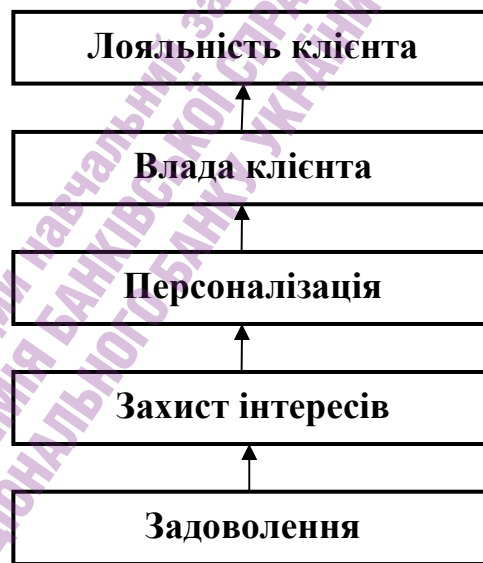 Лояльність клієнта
Влада клієнта
Персоналізація
Захист інтересів
Задоволення